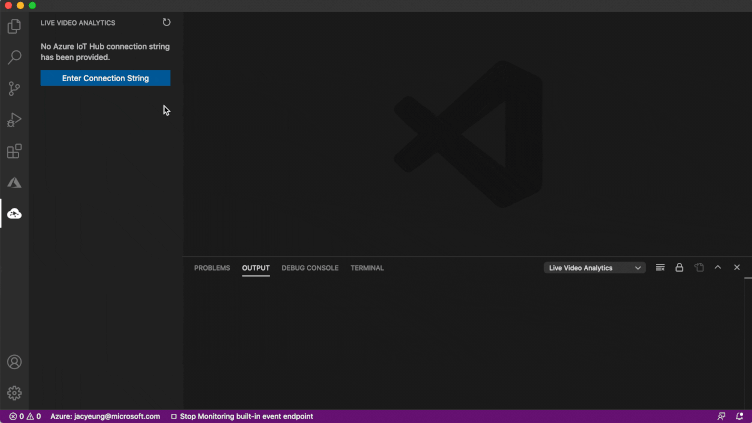 LIVE VIDEO ANALYTICS
No Azure IoT Hub connection string
has been provided.
Enter Connection String
PROBLEMS OUTPUT DEBUG CONSOLE TERMINAL Live Video Analytics
0 0 Azure: jacyeung@microsoft.com Stop Monitoring built-in event endpoint